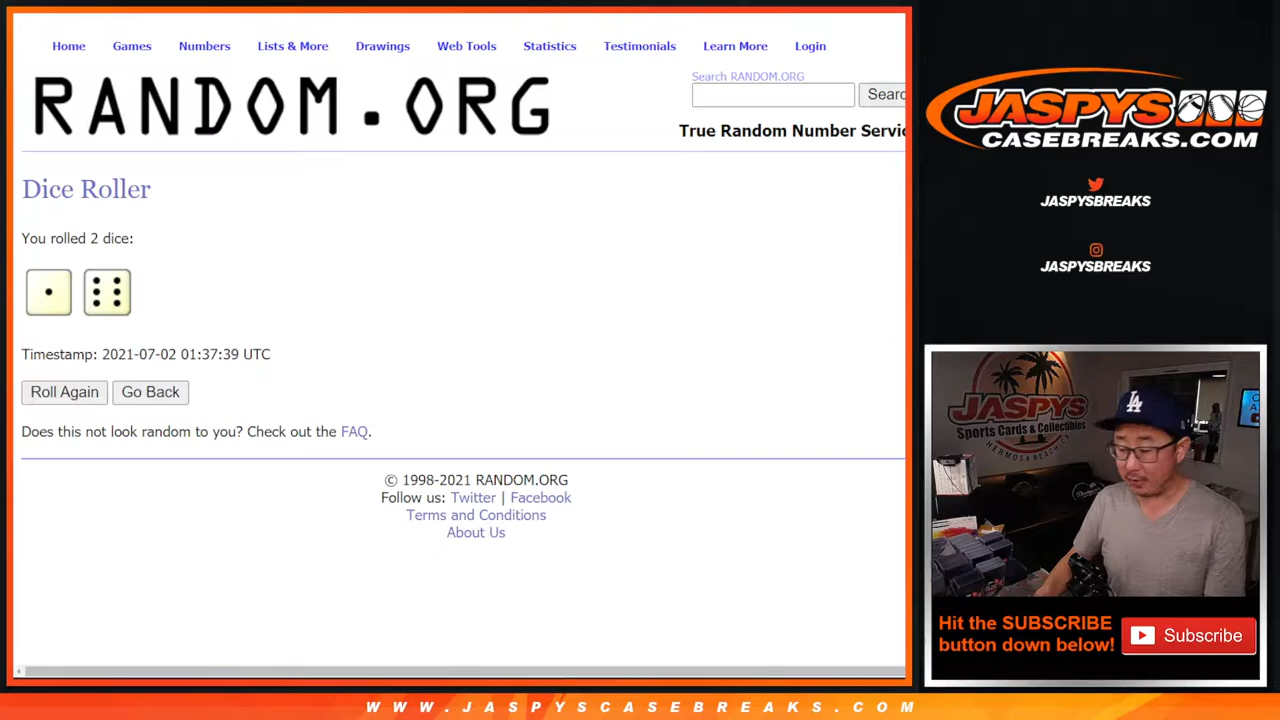 Home Games Numbers Lists & More Drawings Web Tools Statistics Testimonials Learn More Login
RANDOM.ORG
Search RANDOM.ORG
True Random Number
Dice Roller
You rolled 2 dice:
Timestamp: 2021-07-02 01:37:39 UTC
Roll Again Go Back
Does this not look random to you? Check out the FAQ.
© 1998-2021 RANDOM.ORG
Follow us: Twitter | Facebook
Terms and Conditions
About Us
JASPYS
CASEBREAKS.COM
JASPYSBREAKS
JASPYSBREAKS
JASPYS
Sports Cards & Collectibles
HERMOSA BEACH, CA
LA
Hit the SUBSCRIBE
button down below!
Subscribe
WWW.JASPYSCASEBREAKS.COM